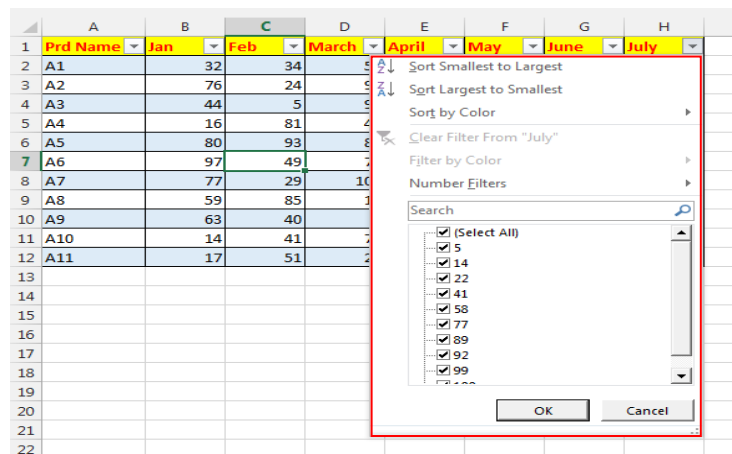 A B C D E F G H
1 Prd Name Jan Feb March April May June July
2 A1 32 34
3 A2 76 24
4 A3 44 5
5 A4 16 81
6 A5 80 93
7 A6 97 49
8 A7 77 29
9 A8 59 85
10 A9 63 40
11 A10 14 41
12 A11 17 51
13
14
15
16
17
18
19
20
21
22
Sort Smallest to Largest
Sort Largest to Smallest
Sort by Color
Clear Filter From "July"
Filter by Color
Number Filters
Search
(Select All)
5
14
22
41
58
77
89
92
99
OK Cancel